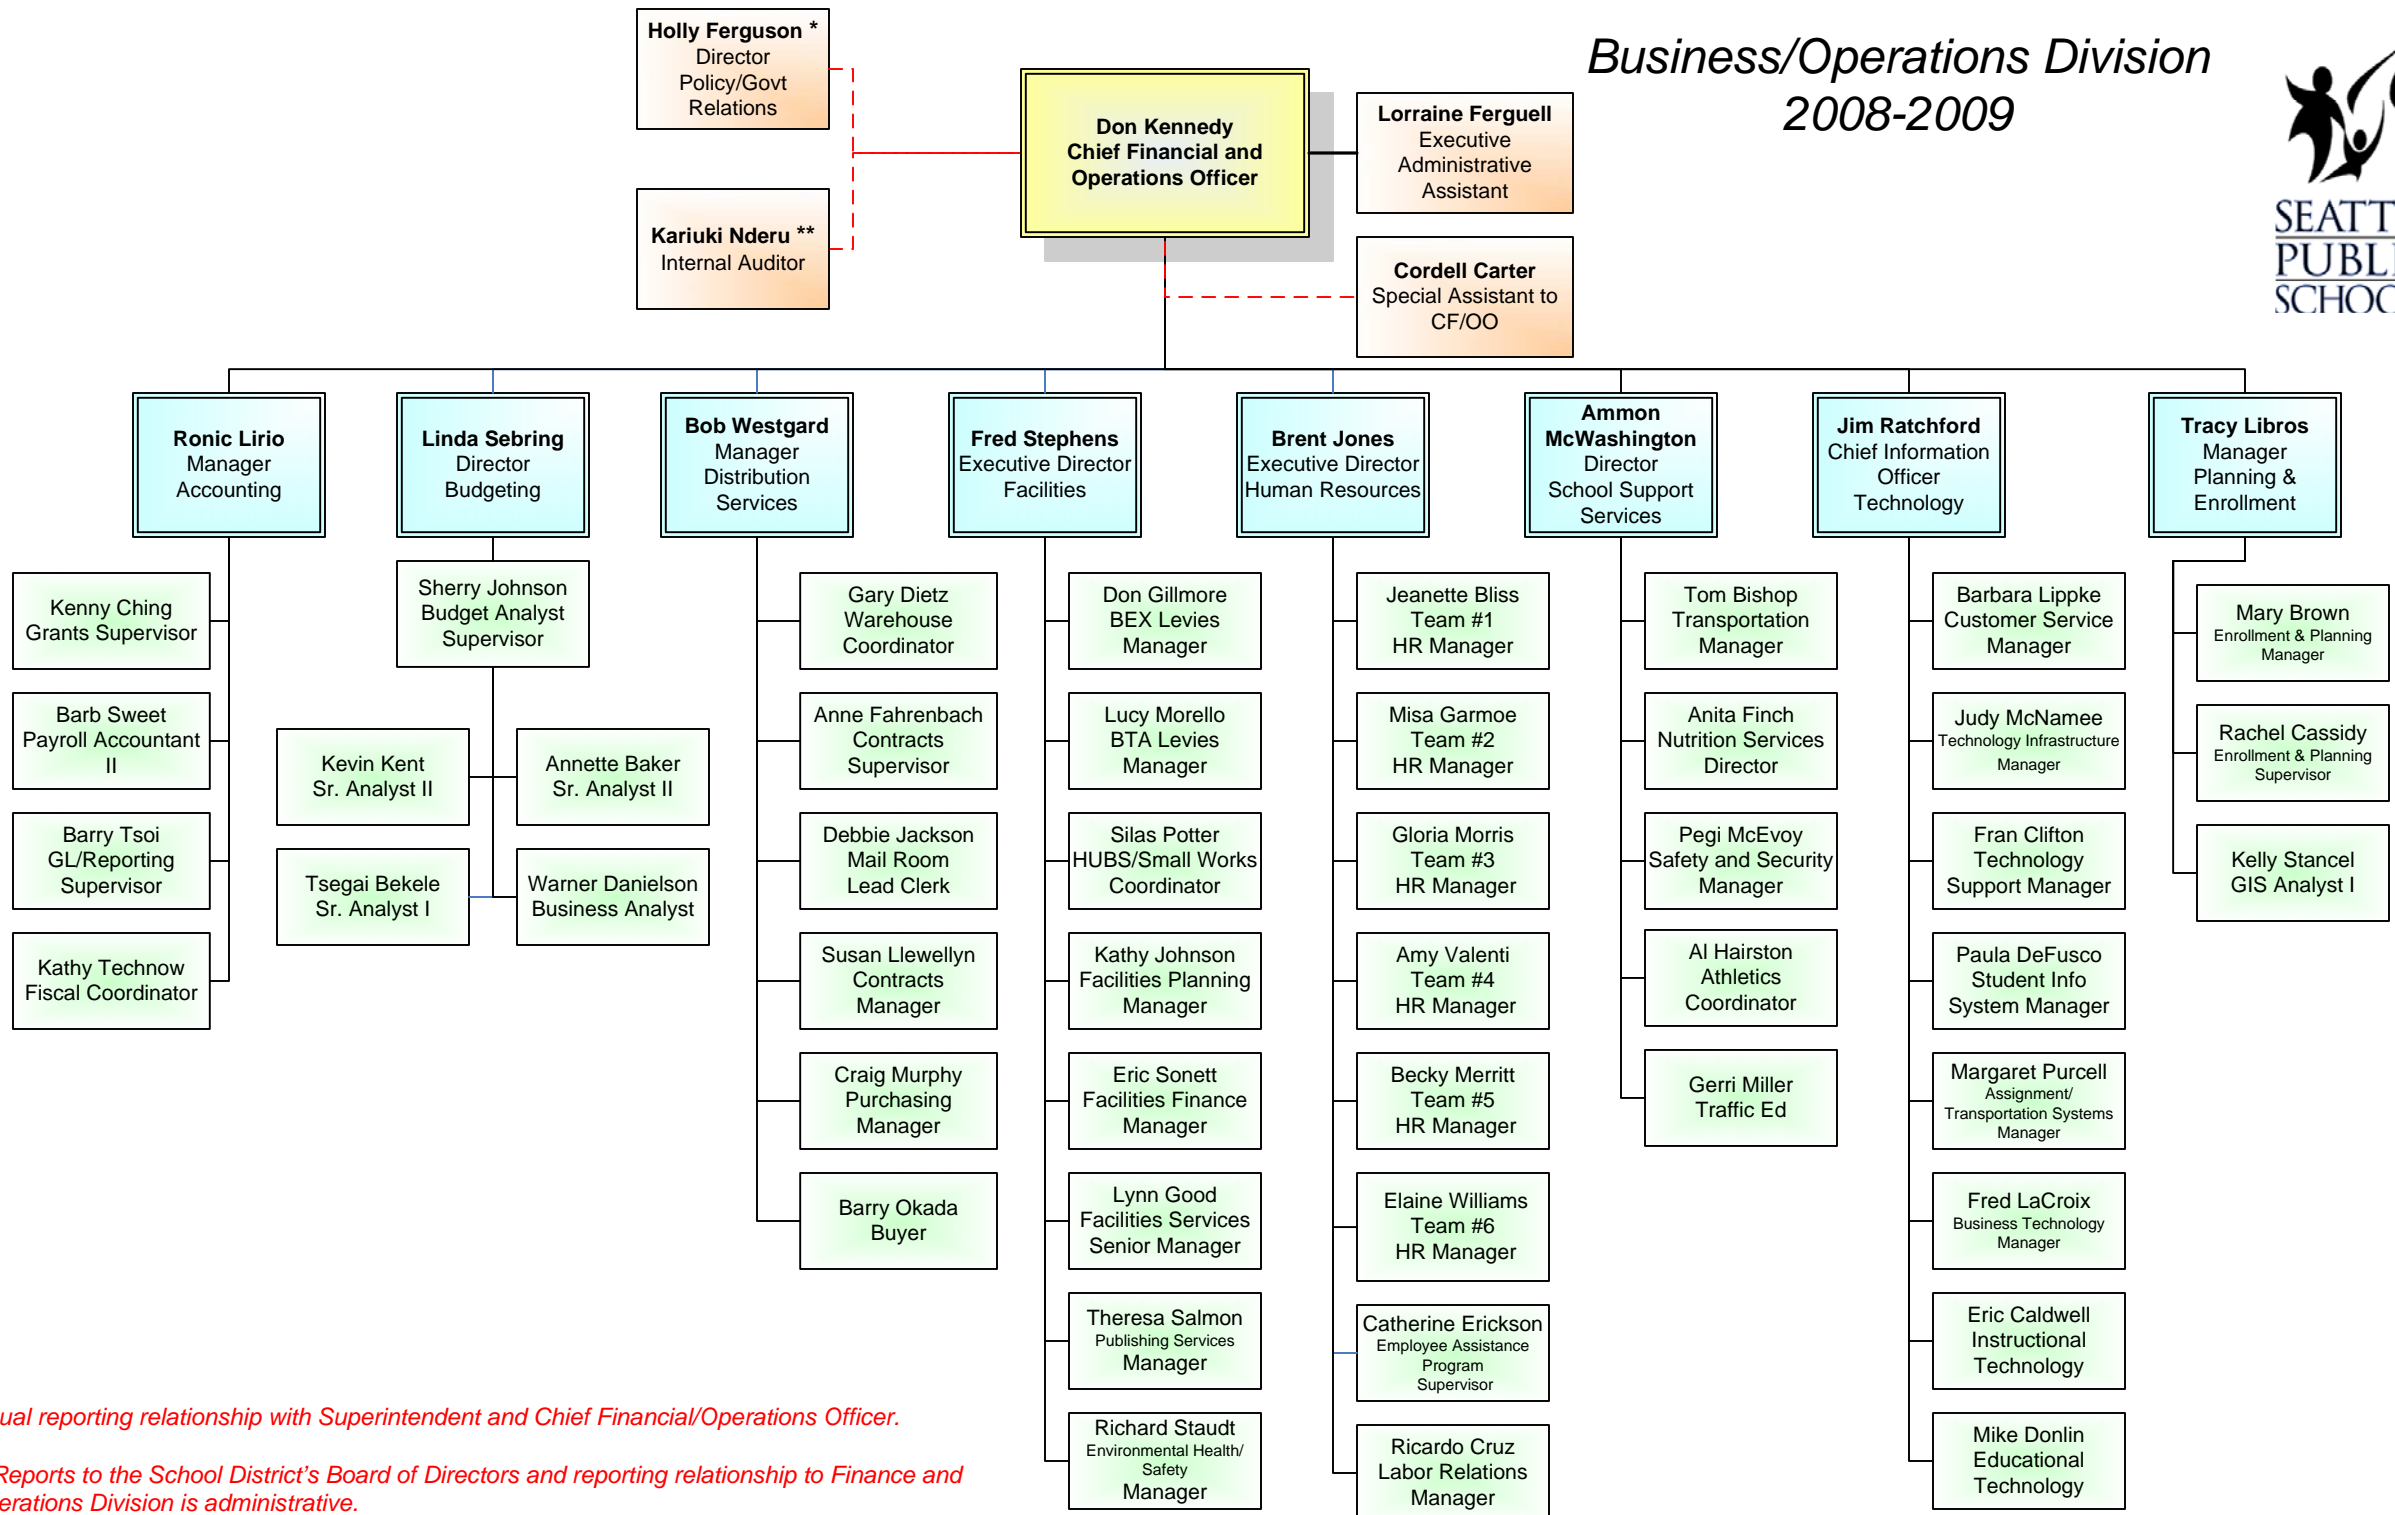 Holly Ferguson *
Director
Policy/Govt
Relations
Kariuki Nderu **
Internal Auditor
Don Kennedy
Chief Financial and
Operations Officer
Lorraine Ferguell
Executive
Administrative
Assistant
Cordell Carter
Special Assistant to
CF/OO
Business/Operations Division
2008-2009
SEATT
PUBL
SCHOO
Ronic Lirio
Manager
Accounting
Linda Sebring
Director
Budgeting
Bob Westgard
Manager
Distribution
Services
Fred Stephens
Executive Director
Facilities
Brent Jones
Executive Director
Human Resources
Ammon
McWashington
Director
School Support
Services
Jim Ratchford
Chief Information
Officer
Technology
Tracy Libros
Manager
Planning &
Enrollment
Kenny Ching
Grants Supervisor
Barb Sweet
Payroll Accountant
II
Barry Tsoi
GL/Reporting
Supervisor
Kathy Technow
Fiscal Coordinator
Sherry Johnson
Budget Analyst
Supervisor
Kevin Kent
Sr. Analyst II
Annette Baker
Sr. Analyst II
Tsegai Bekele
Sr. Analyst I
Warner Danielson
Business Analyst
Gary Dietz
Warehouse
Coordinator
Anne Fahrenbach
Contracts
Supervisor
Debbie Jackson
Mail Room
Lead Clerk
Susan Llewellyn
Contracts
Manager
Craig Murphy
Purchasing
Manager
Barry Okada
Buyer
Don Gillmore
BEX Levies
Manager
Lucy Morello
BTA Levies
Manager
Silas Potter
HUBS/Small Works
Coordinator
Kathy Johnson
Facilities Planning
Manager
Eric Sonett
Facilities Finance
Manager
Lynn Good
Facilities Services
Senior Manager
Theresa Salmon
Publishing Services
Manager
Richard Staudt
Environmental Health/
Safety
Manager
Jeanette Bliss
Team #1
HR Manager
Misa Garmoe
Team #2
HR Manager
Gloria Morris
Team #3
HR Manager
Amy Valenti
Team #4
HR Manager
Becky Merritt
Team #5
HR Manager
Elaine Williams
Team #6
HR Manager
Catherine Erickson
Employee Assistance
Program
Supervisor
Ricardo Cruz
Labor Relations
Manager
Tom Bishop
Transportation
Manager
Anita Finch
Nutrition Services
Director
Pegi McEvoy
Safety and Security
Manager
Al Hairston
Athletics
Coordinator
Gerri Miller
Traffic Ed
Barbara Lippke
Customer Service
Manager
Judy McNamee
Technology Infrastructure
Manager
Fran Clifton
Technology
Support Manager
Paula DeFusco
Student Info
System Manager
Margaret Purcell
Assignment/
Transportation Systems
Manager
Fred LaCroix
Business Technology
Manager
Eric Caldwell
Instructional
Technology
Mike Donlin
Educational
Technology
Mary Brown
Enrollment & Planning
Manager
Rachel Cassidy
Enrollment & Planning
Supervisor
Kelly Stancel
GIS Analyst I
ual reporting relationship with Superintendent and Chief Financial/Operations Officer.
Reports to the School District's Board of Directors and reporting relationship to Finance and
erations Division is administrative.